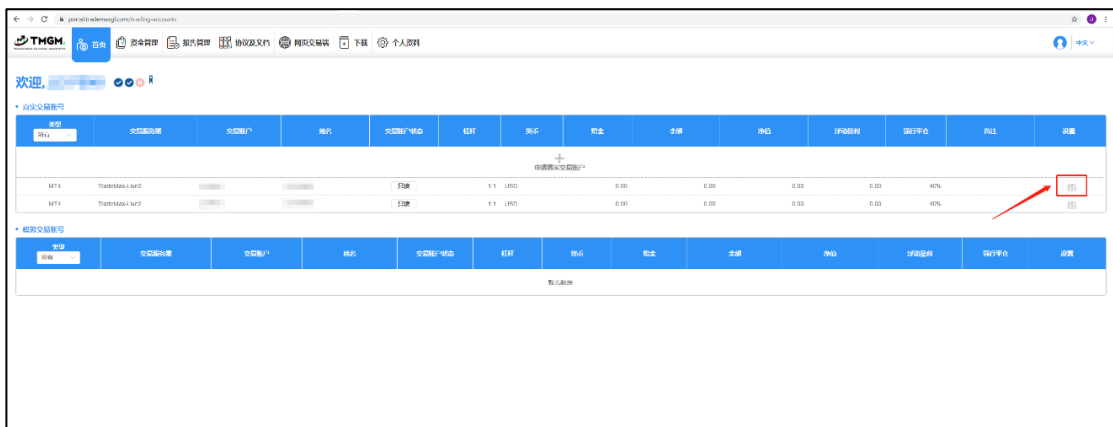 portal.trademaxgl.com/trading-accounts
TMGM
首页 资金管理 报告管理 协议及文档 网页交易端 下载 个人资料 中文
欢迎,
真实交易账号
类型 交易服务器 交易账户 姓名 交易账户状态 杠杆 货币 赠金 余额 净值 浮动盈利 强行平仓 设置
所有
申请真实交易账户
MT4 TradeMax-Live2 只读 1:1 USD 0.00 0.00 0.00 0.00 40%
MT4 TradeMax-Live2 只读 1:1 USD 0.00 0.00 0.00 0.00 40%
模拟交易账号
类型 交易服务器 交易账户 姓名 交易账户状态 杠杆 货币 赠金 余额 净值 浮动盈利 强行平仓 设置
所有
暂无数据